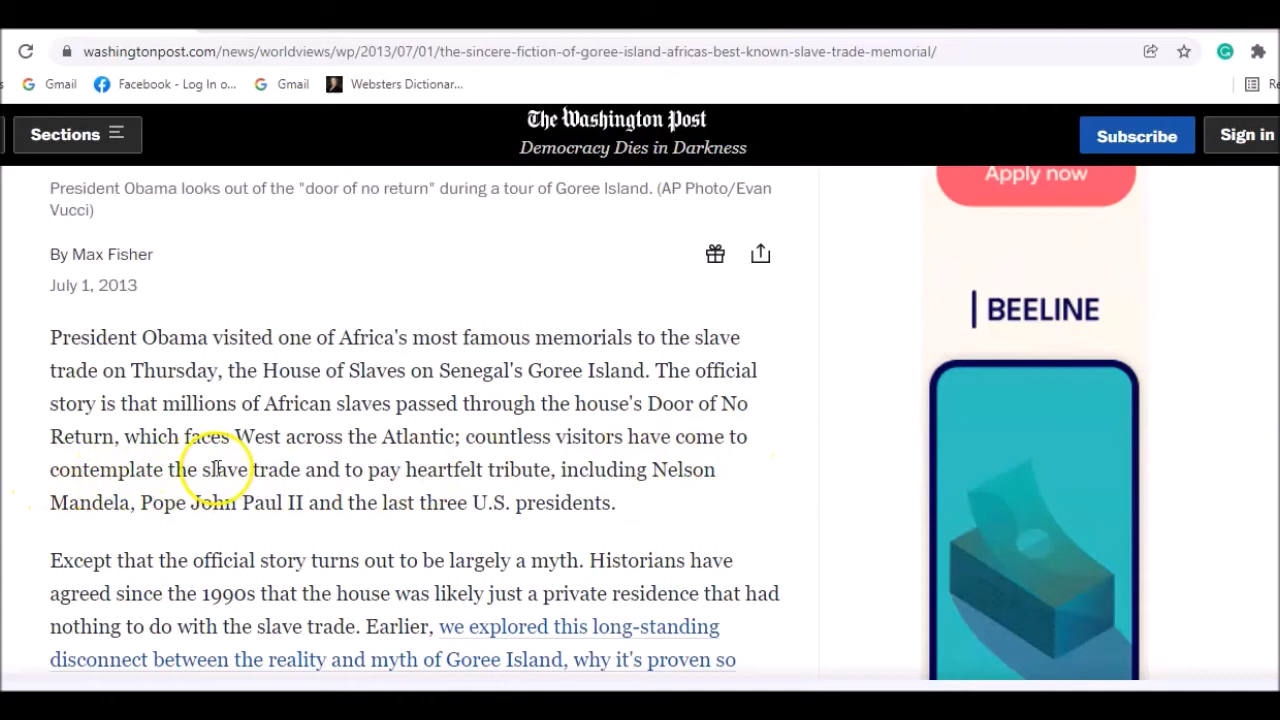 washingtonpost.com/news/worldviews/wp/2013/07/01/the-sincere-fiction-of-goree-island-africas-best-known-slave-trade-memorial/
s Gmail Facebook - Log In o... Gmail Websters Dictionar... Re
Sections The Washington Post Subscribe Sign in
Democracy Dies in Darkness
President Obama looks out of the "door of no return" during a tour of Goree Island. (AP Photo/Evan
Vucci)
Apply now
By Max Fisher
July 1, 2013
BEELINE
President Obama visited one of Africa's most famous memorials to the slave
trade on Thursday, the House of Slaves on Senegal's Goree Island. The official
story is that millions of African slaves passed through the house's Door of No
Return, which faces West across the Atlantic; countless visitors have come to
contemplate the slave trade and to pay heartfelt tribute, including Nelson
Mandela, Pope John Paul II and the last three U.S. presidents.
Except that the official story turns out to be largely a myth. Historians have
agreed since the 1990s that the house was likely just a private residence that had
nothing to do with the slave trade. Earlier, we explored this long-standing
disconnect between the reality and myth of Goree Island, why it's proven so